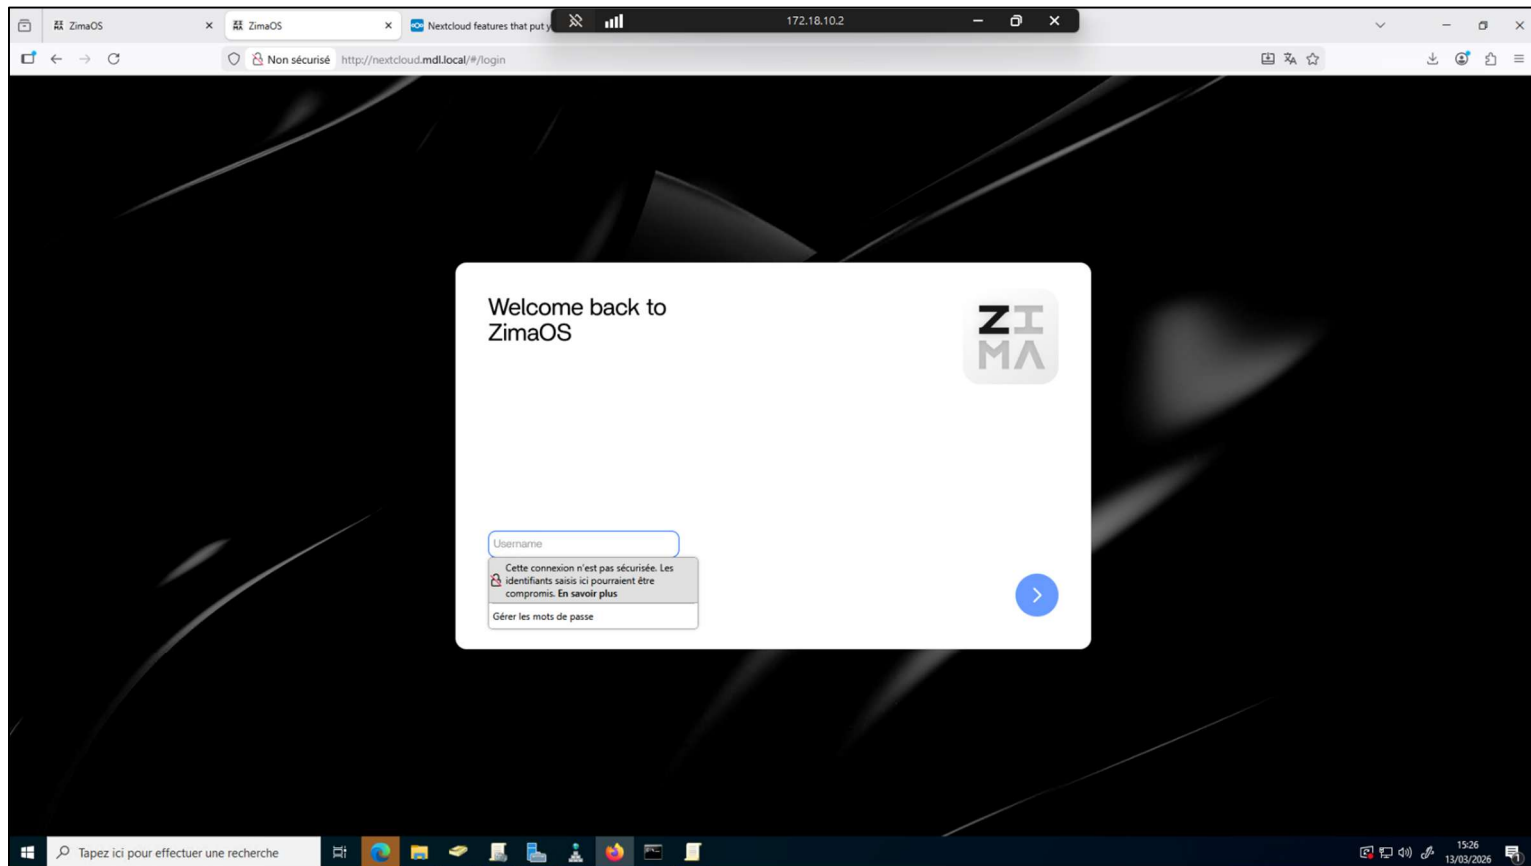 ZimaOS
ZimaOS
Nextcloud features that put y
172.18.10.2
Non sécurisé
http://nextcloud.mdl.local/#/login
Welcome back to
ZimaOS
ZI
MA
Username
Cette connexion n'est pas sécurisée. Les
identifiants saisis ici pourraient être
compromis. En savoir plus
Gérer les mots de passe
Tapez ici pour effectuer une recherche
15:26
13/03/2026